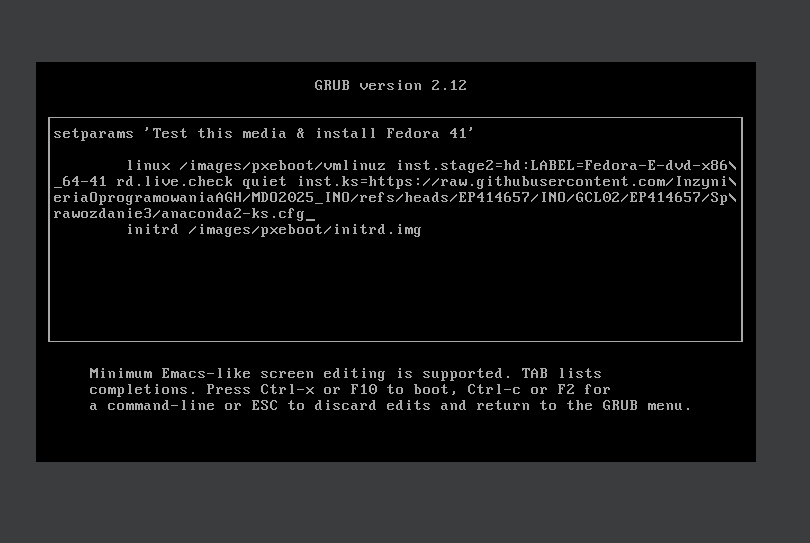 GRUB version 2.12
setparams 'Test this media & install Fedora 41'
linux /images/pxeboot/vmlinuz inst.stage2=hd:LABEL=Fedora-E-dvd-x86\
_64-41 rd.live.check quiet inst.ks=https://raw.githubusercontent.com/Inzyni\
eriaOprogramowaniaAGH/MDO2025_INO/refs/heads/EP414657/INO/GCL02/EP414657/Sp\
rawozdanie3/anaconda2-ks.cfg_
initrd /images/pxeboot/initrd.img
Minimum Emacs-like screen editing is supported. TAB lists
completions. Press Ctrl-x or F10 to boot, Ctrl-c or F2 for
a command-line or ESC to discard edits and return to the GRUB menu.